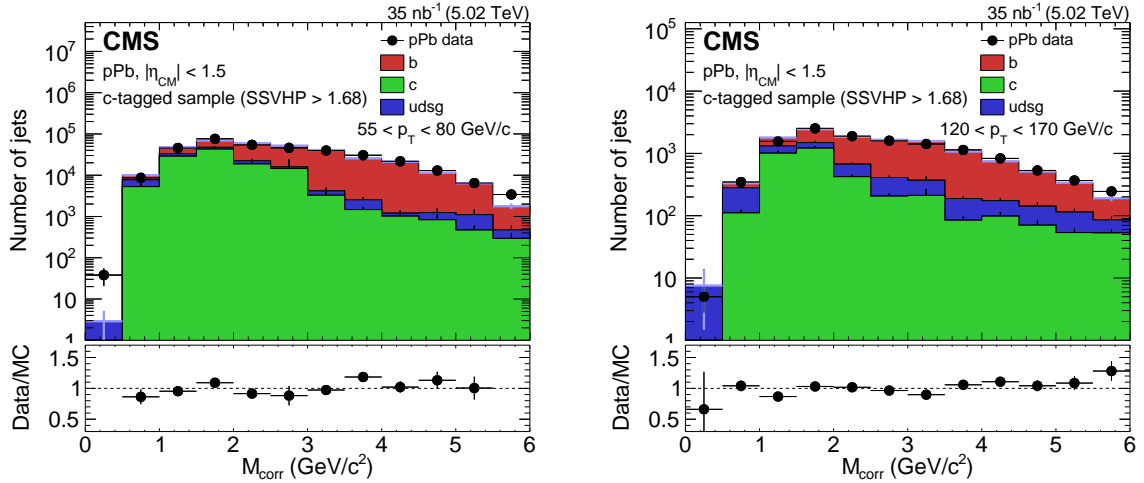 35 nb⁻¹ (5.02 TeV)
CMS
pPb, |η_CM| < 1.5
c-tagged sample (SSVHP > 1.68)
pPb data
b
c
udsg
55 < p_T < 80 GeV/c
Number of jets
10⁷
10⁶
10⁵
10⁴
10³
10²
10
1
Data/MC
1.5
1
0.5
0 1 2 3 4 5 6
M_corr (GeV/c²)
35 nb⁻¹ (5.02 TeV)
CMS
pPb, |η_CM| < 1.5
c-tagged sample (SSVHP > 1.68)
pPb data
b
c
udsg
120 < p_T < 170 GeV/c
Number of jets
10⁵
10⁴
10³
10²
10
1
Data/MC
1.5
1
0.5
0 1 2 3 4 5 6
M_corr (GeV/c²)